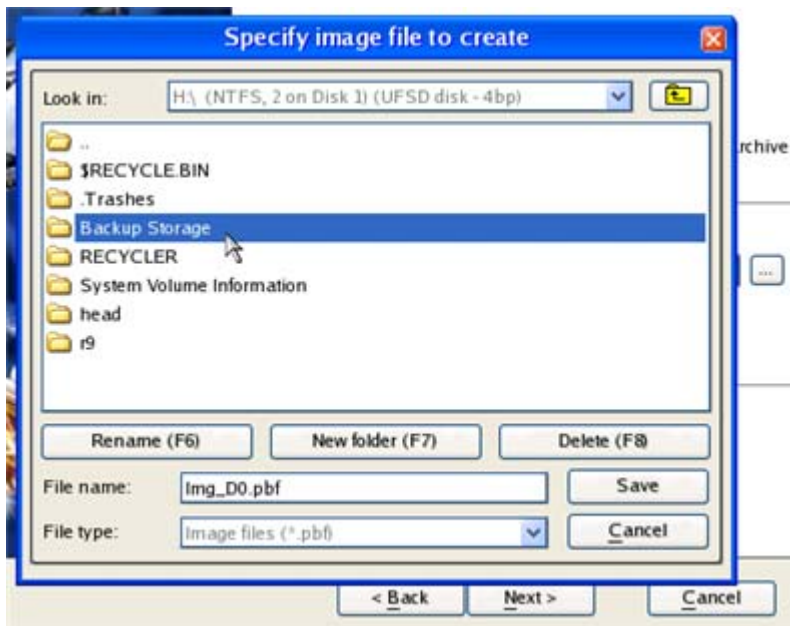 Specify image file to create
Look in:
H:\ (NTFS, 2 on Disk 1) (UFSD disk - 4bp)
..
$RECYCLE.BIN
.Trashes
Backup Storage
RECYCLER
System Volume Information
head
r9
Rename (F6) New folder (F7) Delete (F8)
File name: Img_D0.pbf Save
File type: Image files (*.pbf) Cancel
rchive
...
< Back Next > Cancel